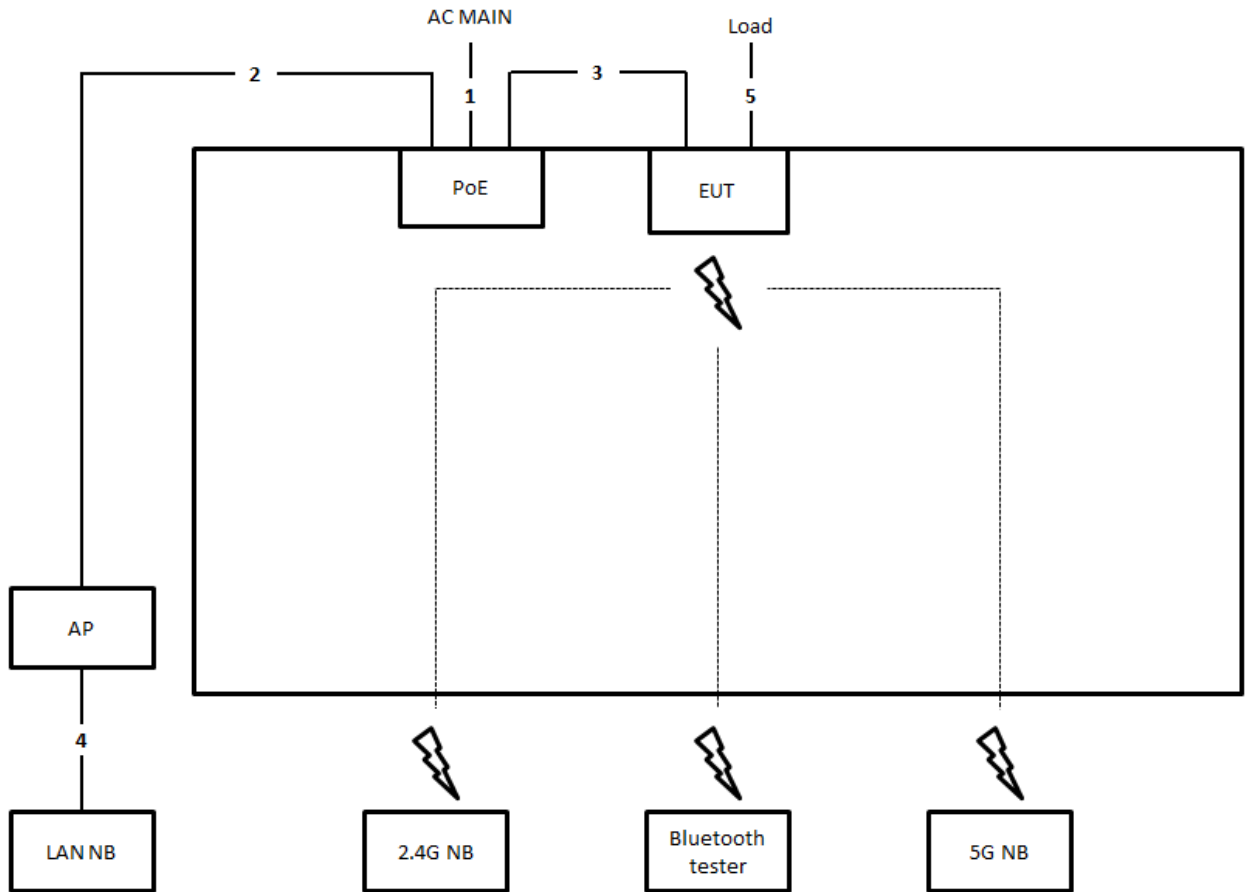 AC MAIN
Load
2
3
1
5
PoE
EUT
AP
4
LAN NB
2.4G NB
Bluetooth
tester
5G NB